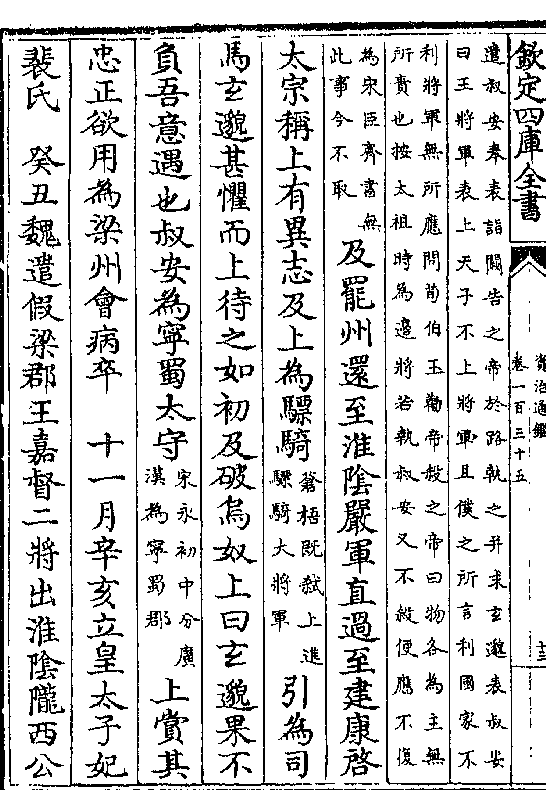 欽定四庫全書
資治通鑑
卷一百三十五
十三
遣叔安奉表詣闕告之帝於路執之并求玄邈表叔安
曰王將軍表上天子不上將軍且僕之所言利國家不
利將軍無所應問荀伯玉勸帝殺之帝曰物各為主無
所責也按太祖時為邊將若執叔安又不敘便應不復
為宋臣齊書無
此事今不取
及罷州還至淮陰嚴軍直過至建康啓
太宗稱上有異志及上為驃騎
蒼梧既弑上進
驃騎大將軍
引為司
馬玄邈甚懼而上待之如初及破烏奴上曰玄邈果不
負吾意遇也叔安為寧蜀太守
宋永初中分廣
漢為寧蜀郡
上賞其
忠正欲用為梁州會病卒　十一月辛亥立皇太子妃
裴氏　癸丑魏遣假梁郡王嘉督二將出淮陰隴西公